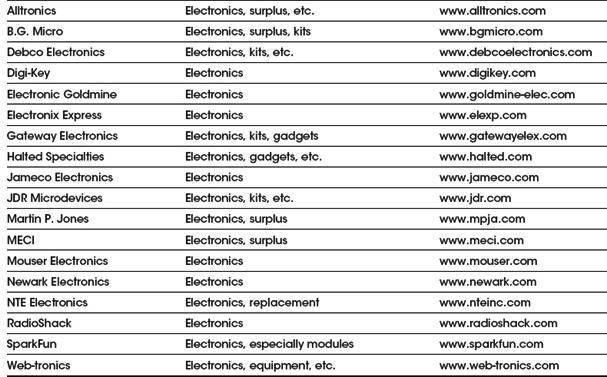 Alltronics Electronics, surplus, etc. www.alltronics.com
B.G. Micro Electronics, surplus, kits www.bgmicro.com
Debco Electronics Electronics, kits, etc. www.debcoelectronics.com
Digi-Key Electronics www.digikey.com
Electronic Goldmine Electronics www.goldmine-elec.com
Electronix Express Electronics www.elexp.com
Gateway Electronics Electronics, kits, gadgets www.gatewayelex.com
Halted Specialties Electronics, gadgets, etc. www.halted.com
Jameco Electronics Electronics www.jameco.com
JDR Microdevices Electronics, kits, etc. www.jdr.com
Martin P. Jones Electronics, surplus www.mpja.com
MECI Electronics, surplus www.meci.com
Mouser Electronics Electronics www.mouser.com
Newark Electronics Electronics www.newark.com
NTE Electronics Electronics, replacement www.nteinc.com
RadioShack Electronics www.radioshack.com
SparkFun Electronics, especially modules www.sparkfun.com
Web-tronics Electronics, equipment, etc. www.web-tronics.com